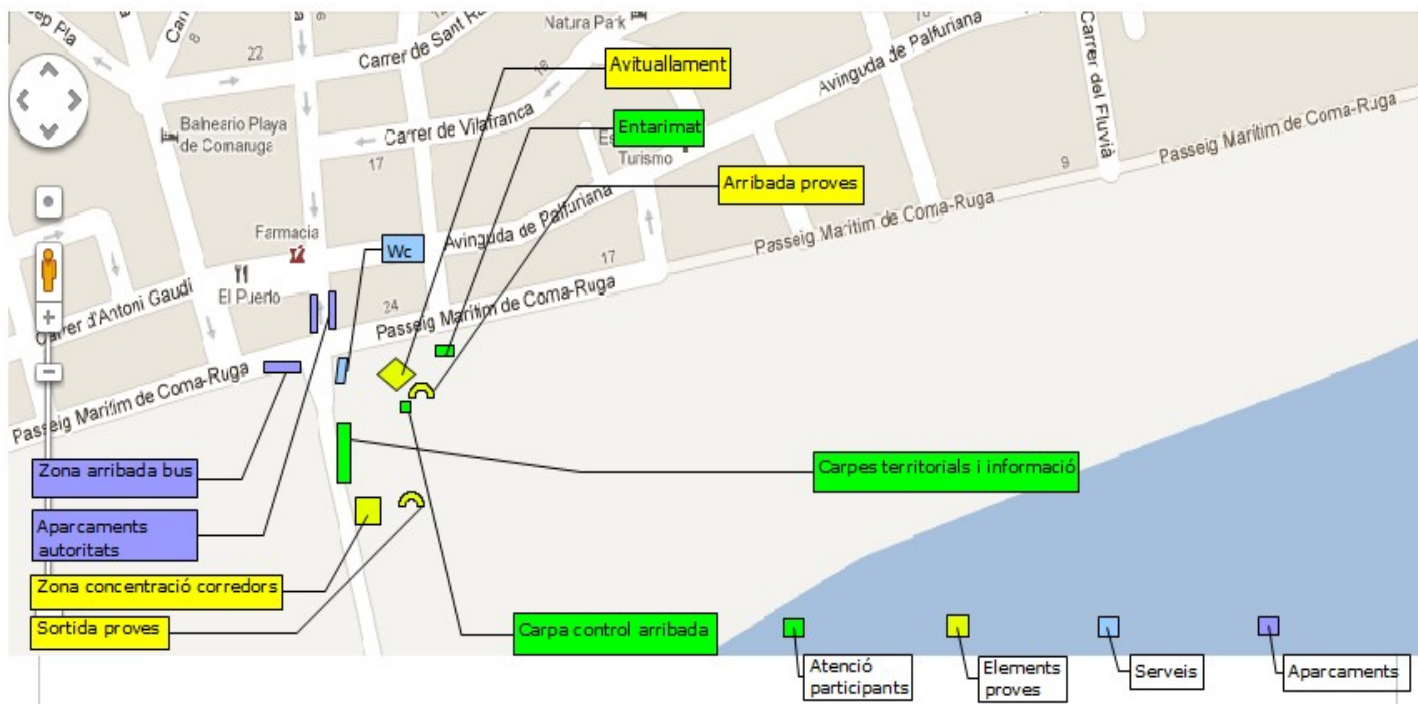 Pla
8
22
Carrer de Sant
Natura Park
16
Avituallament
Avinguda de Palfuriana
Carrer del Fluvià
Balneario Playa
de Comaruga
Carrer de Vilafranca
17
Entarimat
Turismo
9
Passeig Marítim de Coma-Ruga
Arribada proves
Passeig Marítim de Coma-Ruga
Farmacia
Wc
Avinguda de Palfuriana
El Puerto
Carrer d'Antoni Gaudí
24
17
Passeig Marítim de Coma-Ruga
Passeig Marítim de Coma-Ruga
Zona arribada bus
Carpes territorials i informació
Aparcaments
autoritats
Zona concentració corredors
Sortida proves
Carpa control arribada
Atenció
participants
Elements
proves
Serveis
Aparcaments